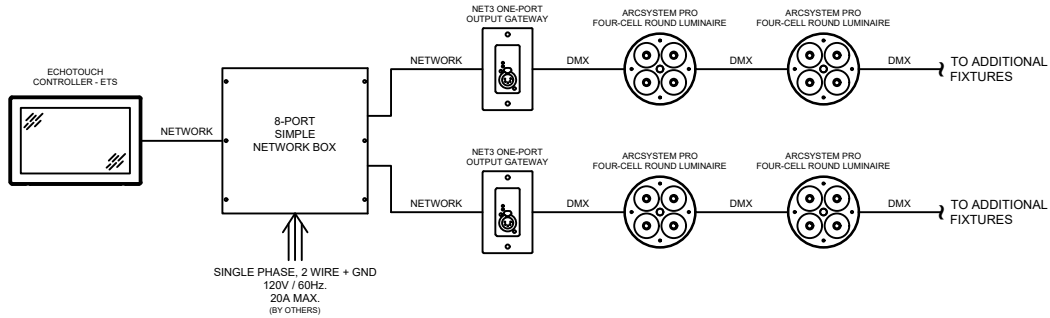 ECHOTOUCH
CONTROLLER - ETS
NETWORK
8-PORT
SIMPLE
NETWORK BOX
SINGLE PHASE, 2 WIRE + GND
120V / 60Hz.
20A MAX.
(BY OTHERS)
NETWORK
NET3 ONE-PORT
OUTPUT GATEWAY
DMX
ARCSYSTEM PRO
FOUR-CELL ROUND LUMINAIRE
DMX
ARCSYSTEM PRO
FOUR-CELL ROUND LUMINAIRE
DMX
TO ADDITIONAL
FIXTURES
NETWORK
NET3 ONE-PORT
OUTPUT GATEWAY
DMX
ARCSYSTEM PRO
FOUR-CELL ROUND LUMINAIRE
DMX
ARCSYSTEM PRO
FOUR-CELL ROUND LUMINAIRE
DMX
TO ADDITIONAL
FIXTURES